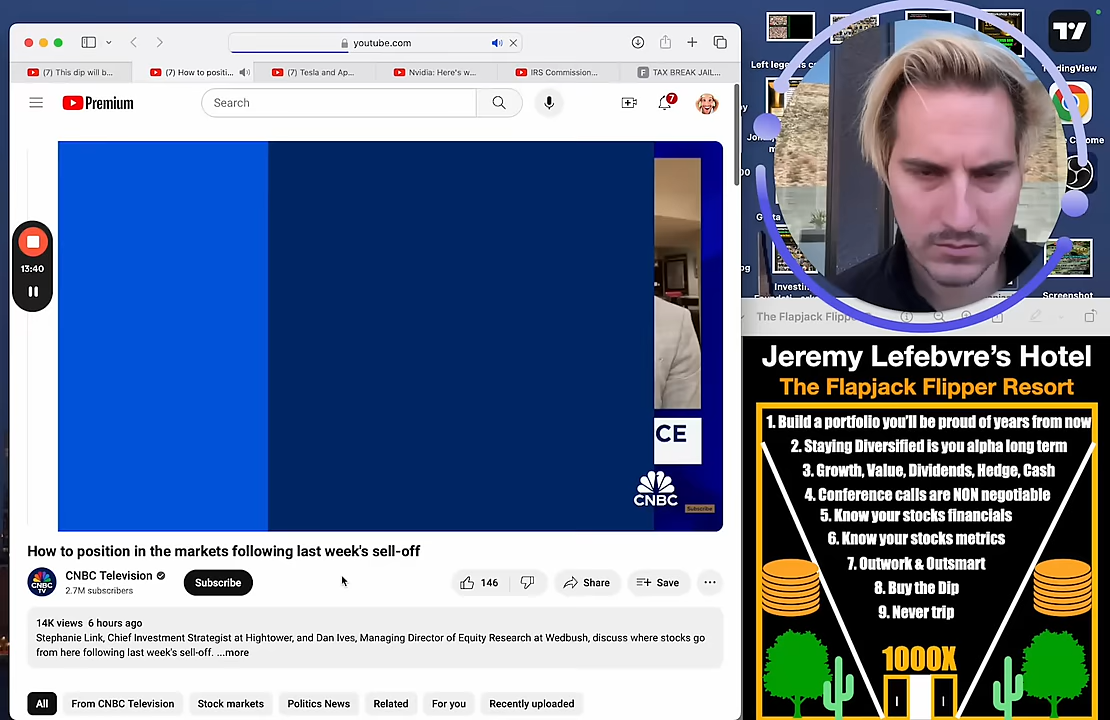 youtube.com
(7) This dip will b...
(7) How to positi...
(7) Tesla and Ap...
Nvidia: Here's w...
IRS Commission...
TAX BREAK JAIL...
Premium
Search
7
13:40
CE
CNBC
Subscribe
How to position in the markets following last week's sell-off
CNBC Television
2.7M subscribers
Subscribe
146
Share
Save
14K views 6 hours ago
Stephanie Link, Chief Investment Strategist at Hightower, and Dan Ives, Managing Director of Equity Research at Wedbush, discuss where stocks go
from here following last week's sell-off. ...more
All
From CNBC Television
Stock markets
Politics News
Related
For you
Recently uploaded
TradingView
Screenshot
The Flapjack Flippe
Jeremy Lefebvre's Hotel
The Flapjack Flipper Resort
1. Build a portfolio you'll be proud of years from now
2. Staying Diversified is you alpha long term
3. Growth, Value, Dividends, Hedge, Cash
4. Conference calls are NON negotiable
5. Know your stocks financials
6. Know your stocks metrics
7. Outwork & Outsmart
8. Buy the Dip
9. Never trip
1000X